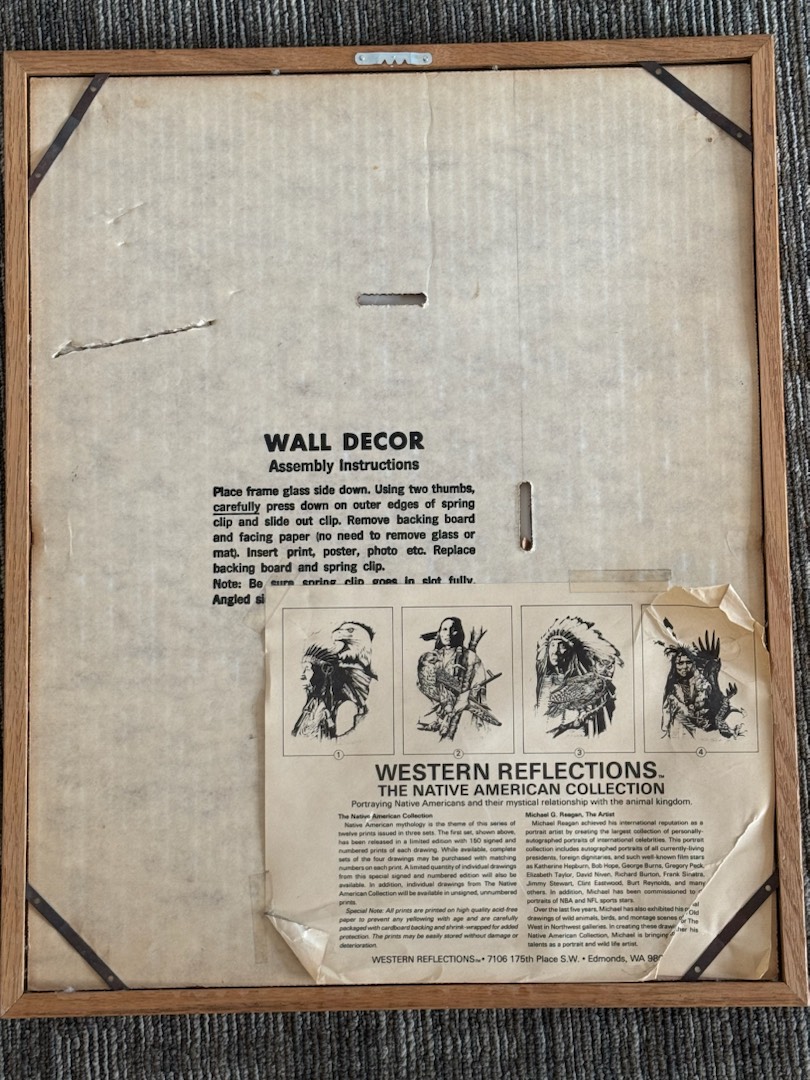 WALL DECOR
Assembly Instructions
Place frame glass side down. Using two thumbs,
carefully press down on outer edges of spring
clip and slide out clip. Remove backing board
and facing paper (no need to remove glass or
mat). Insert print, poster, photo etc. Replace
backing board and spring clip.
Note: Be sure spring clip goes in slot fully.
Angled
1 2 3 4
WESTERN REFLECTIONS™
THE NATIVE AMERICAN COLLECTION
Portraying Native Americans and their mystical relationship with the animal kingdom.
The Native American Collection
Native American mythology is the theme of this series of
twelve prints issued in three sets. The first set, shown above,
has been released in a limited edition with 150 signed and
numbered prints of each drawing. While available, complete
sets of the four drawings may be purchased with matching
numbers on each print. A limited quantity of individual drawings
from this special signed and numbered edition will also be
available. In addition, individual drawings from The Native
American Collection will be available in unsigned, unnumbered
prints.
Special Note: All prints are printed on high quality acid-free
paper to prevent any yellowing with age and are carefully
packaged with cardboard backing and shrink-wrapped for added
protection. The prints may be easily stored without damage or
deterioration.
Michael G. Reagan, The Artist
Michael Reagan achieved his international reputation as a
portrait artist by creating the largest collection of personally-
autographed portraits of international celebrities. This portrait
collection includes autographed portraits of all currently-living
presidents, foreign dignitaries, and such well-known film stars
as Katherine Hepburn, Bob Hope, George Burns, Gregory Peck,
Elizabeth Taylor, David Niven, Richard Burton, Frank Sinatra,
Jimmy Stewart, Clint Eastwood, Burt Reynolds, and many
others. In addition, Michael has been commissioned to
portraits of NBA and NFL sports stars.
Over the last five years, Michael has also exhibited his
drawings of wild animals, birds, and montage scenes of Old
West in Northwest galleries. In creating these The
Native American Collection, Michael is bringing his
talents as a portrait and wild life artist.
WESTERN REFLECTIONS™ • 7106 175th Place S.W. • Edmonds, WA 980